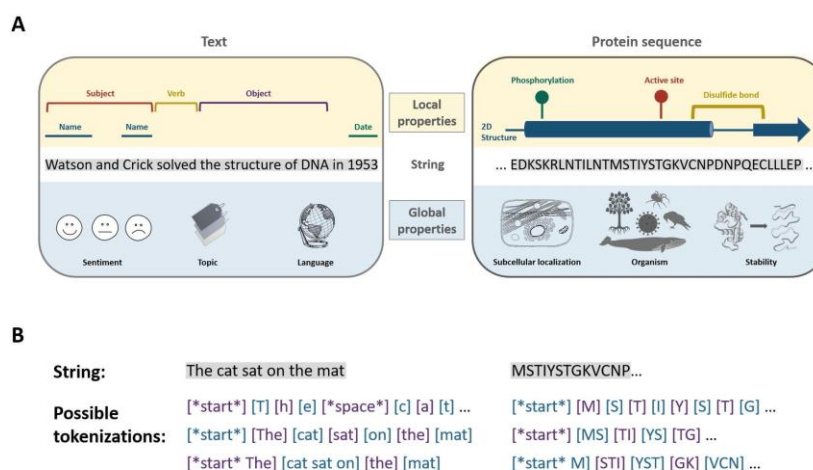 A
Text
Protein sequence
Subject Verb Object
Name Name Date
Local properties
Phosphorylation Active site Disulfide bond
2D Structure
Watson and Crick solved the structure of DNA in 1953
String
... EDKSKRLNTILNTMSTIYSTGKVCNPDNPQECLLLEP ...
Global properties
Sentiment Topic Language
Subcellular localization Organism Stability
B
String: The cat sat on the mat MSTIYSTGKVCNP...
Possible tokenizations:
[*start*] [T] [h] [e] [*space*] [c] [a] [t] ... [*start*] [M] [S] [T] [I] [Y] [S] [T] [G] ...
[*start*] [The] [cat] [sat] [on] [the] [mat] [*start*] [MS] [TI] [YS] [TG] ...
[*start* The] [cat sat on] [the] [mat] [*start* M] [STI] [YST] [GK] [VCN]